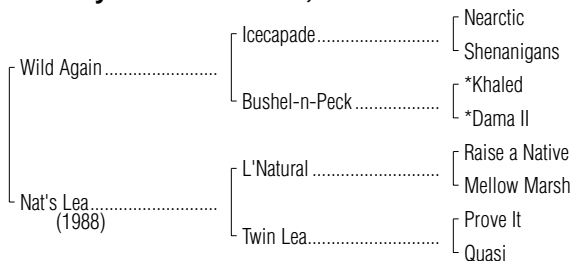 Nearctic
Icecapade
Shenanigans
Wild Again
*Khaled
Bushel-n-Peck
*Dama II
Raise a Native
L'Natural
Mellow Marsh
Nat's Lea
(1988)
Prove It
Twin Lea
Quasi